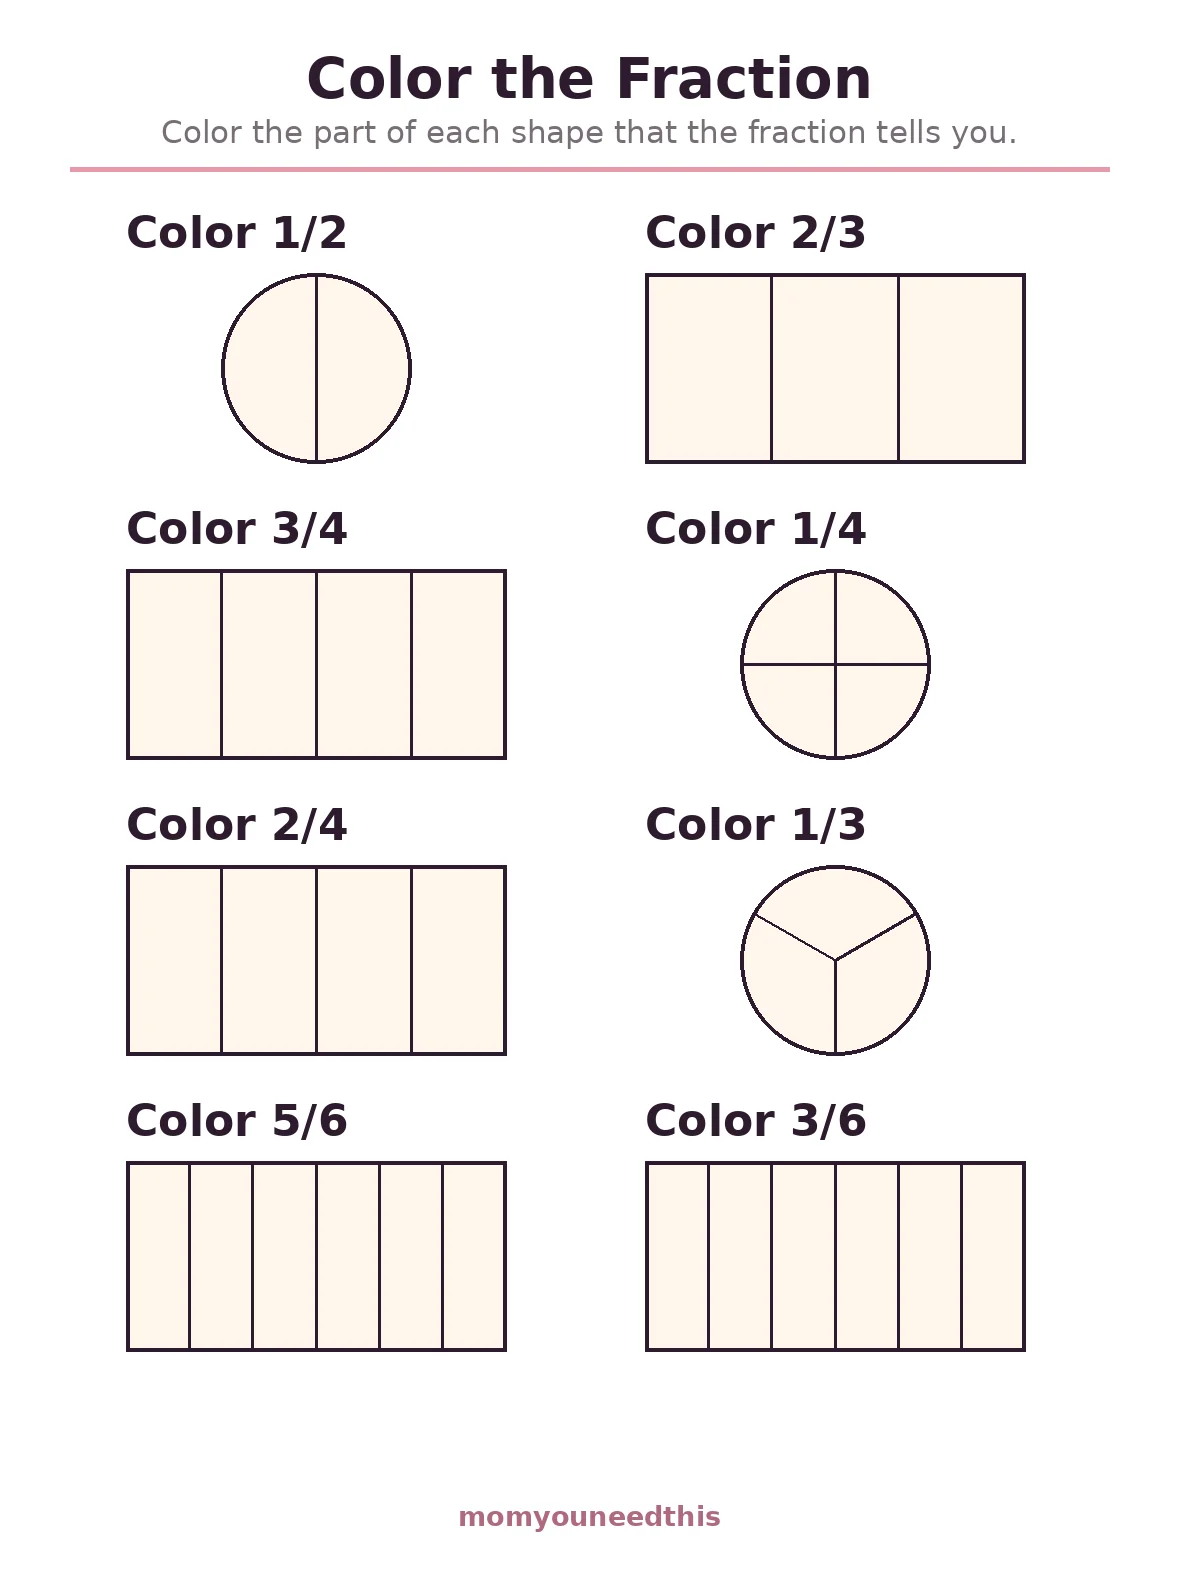 Color the Fraction
Color the part of each shape that the fraction tells you.
Color 1/2
Color 2/3
Color 3/4
Color 1/4
Color 2/4
Color 1/3
Color 5/6
Color 3/6
momyouneedthis